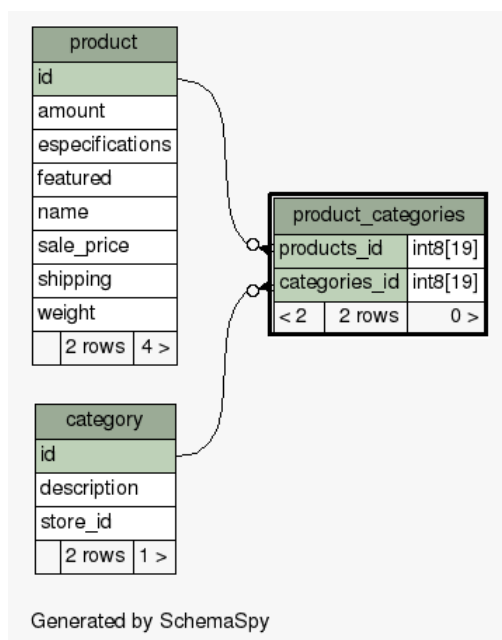 product
id
amount
especifications
featured
name
sale_price
shipping
weight
2 rows 4 >
product_categories
products_id int8[19]
categories_id int8[19]
< 2 2 rows 0 >
category
id
description
store_id
2 rows 1 >
Generated by SchemaSpy